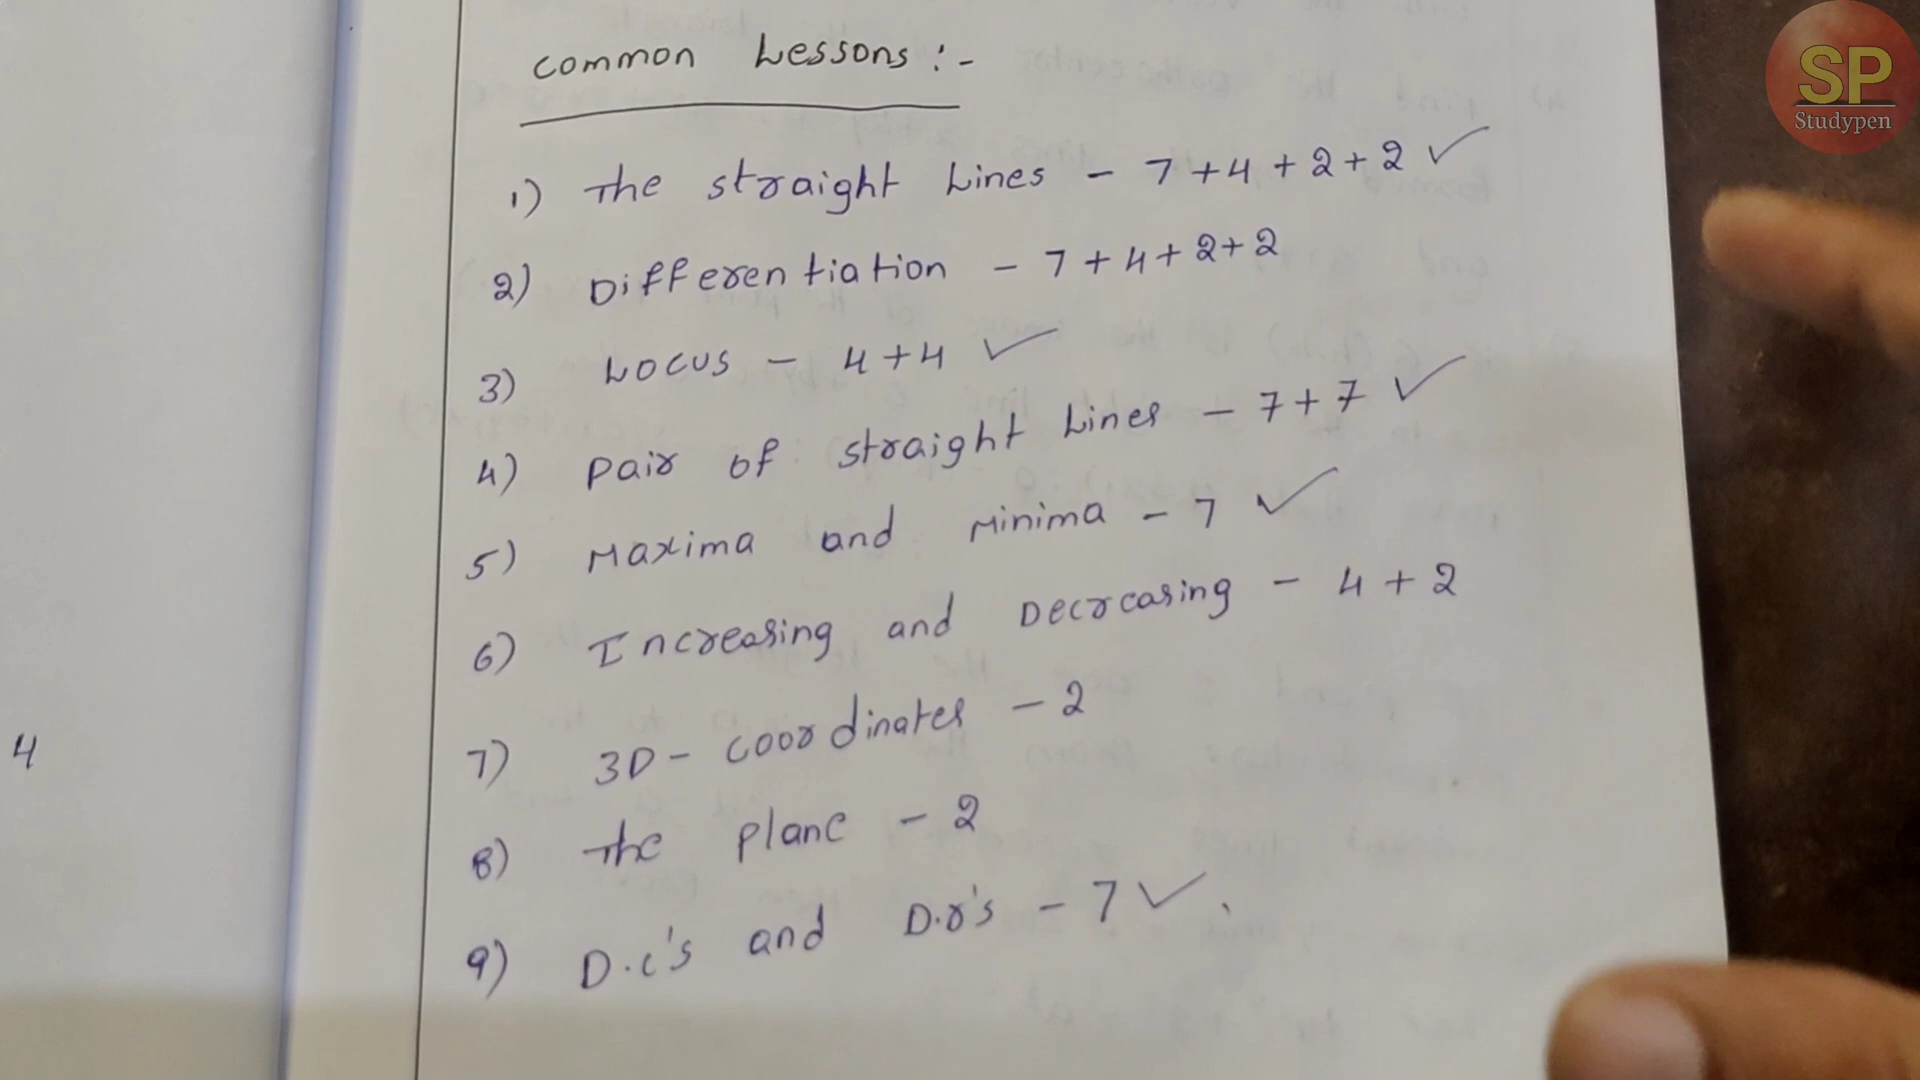 common Lessons:-
1) The straight Lines - 7+4+2+2 ✓
2) Differentiation - 7+4+2+2
3) Locus - 4+4 ✓
4) pair of straight Lines - 7+7 ✓
5) Maxima and Minima - 7 ✓
6) Increasing and Decreasing - 4+2
7) 3D- coordinates - 2
8) The plane - 2
9) D.c's and D.r's - 7 ✓.
4
SP
Studypen